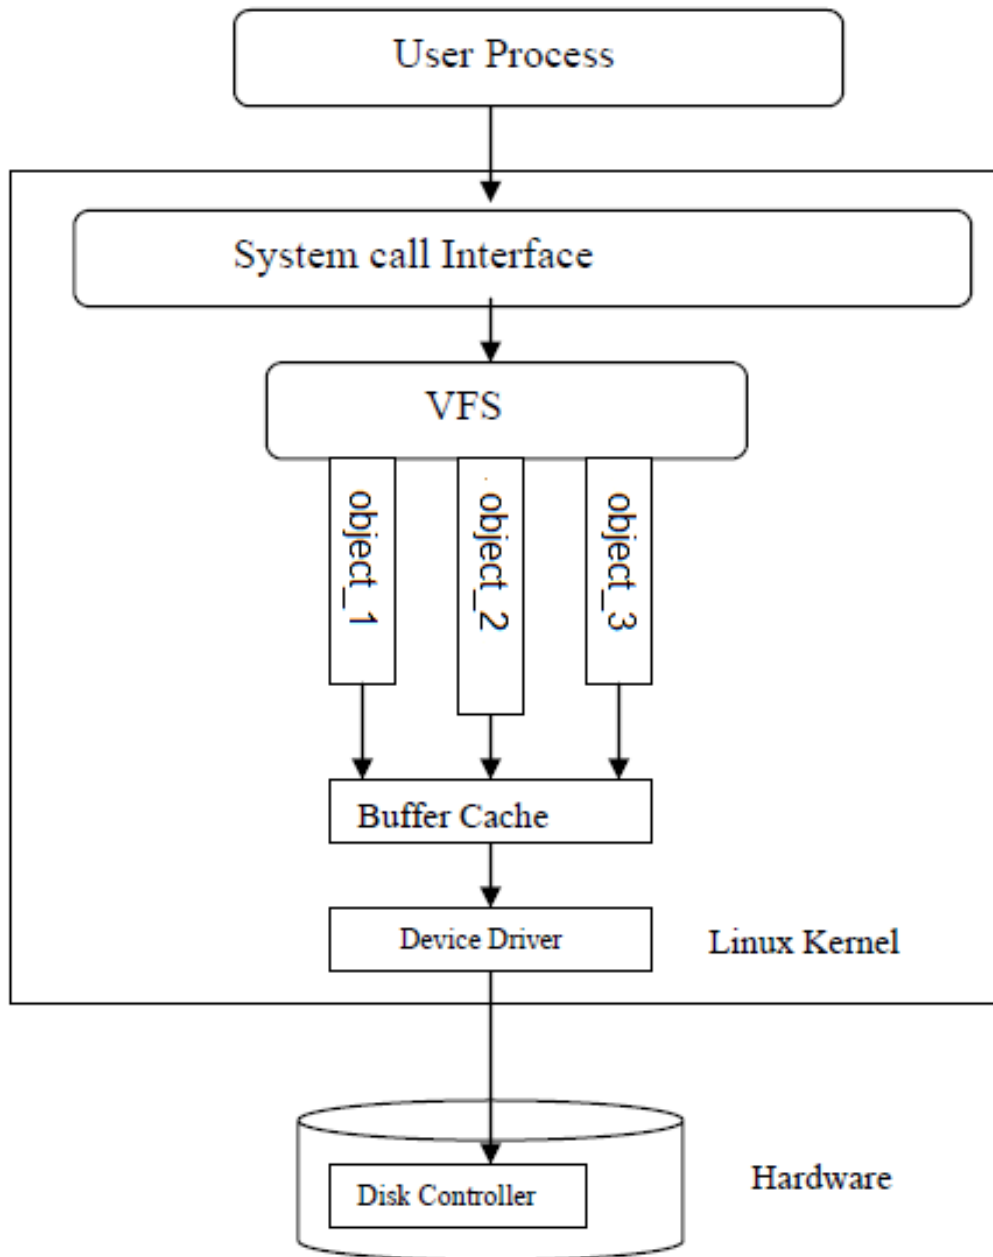 User Process
System call Interface
VFS
object_1
object_2
object_3
Buffer Cache
Device Driver
Linux Kernel
Disk Controller
Hardware